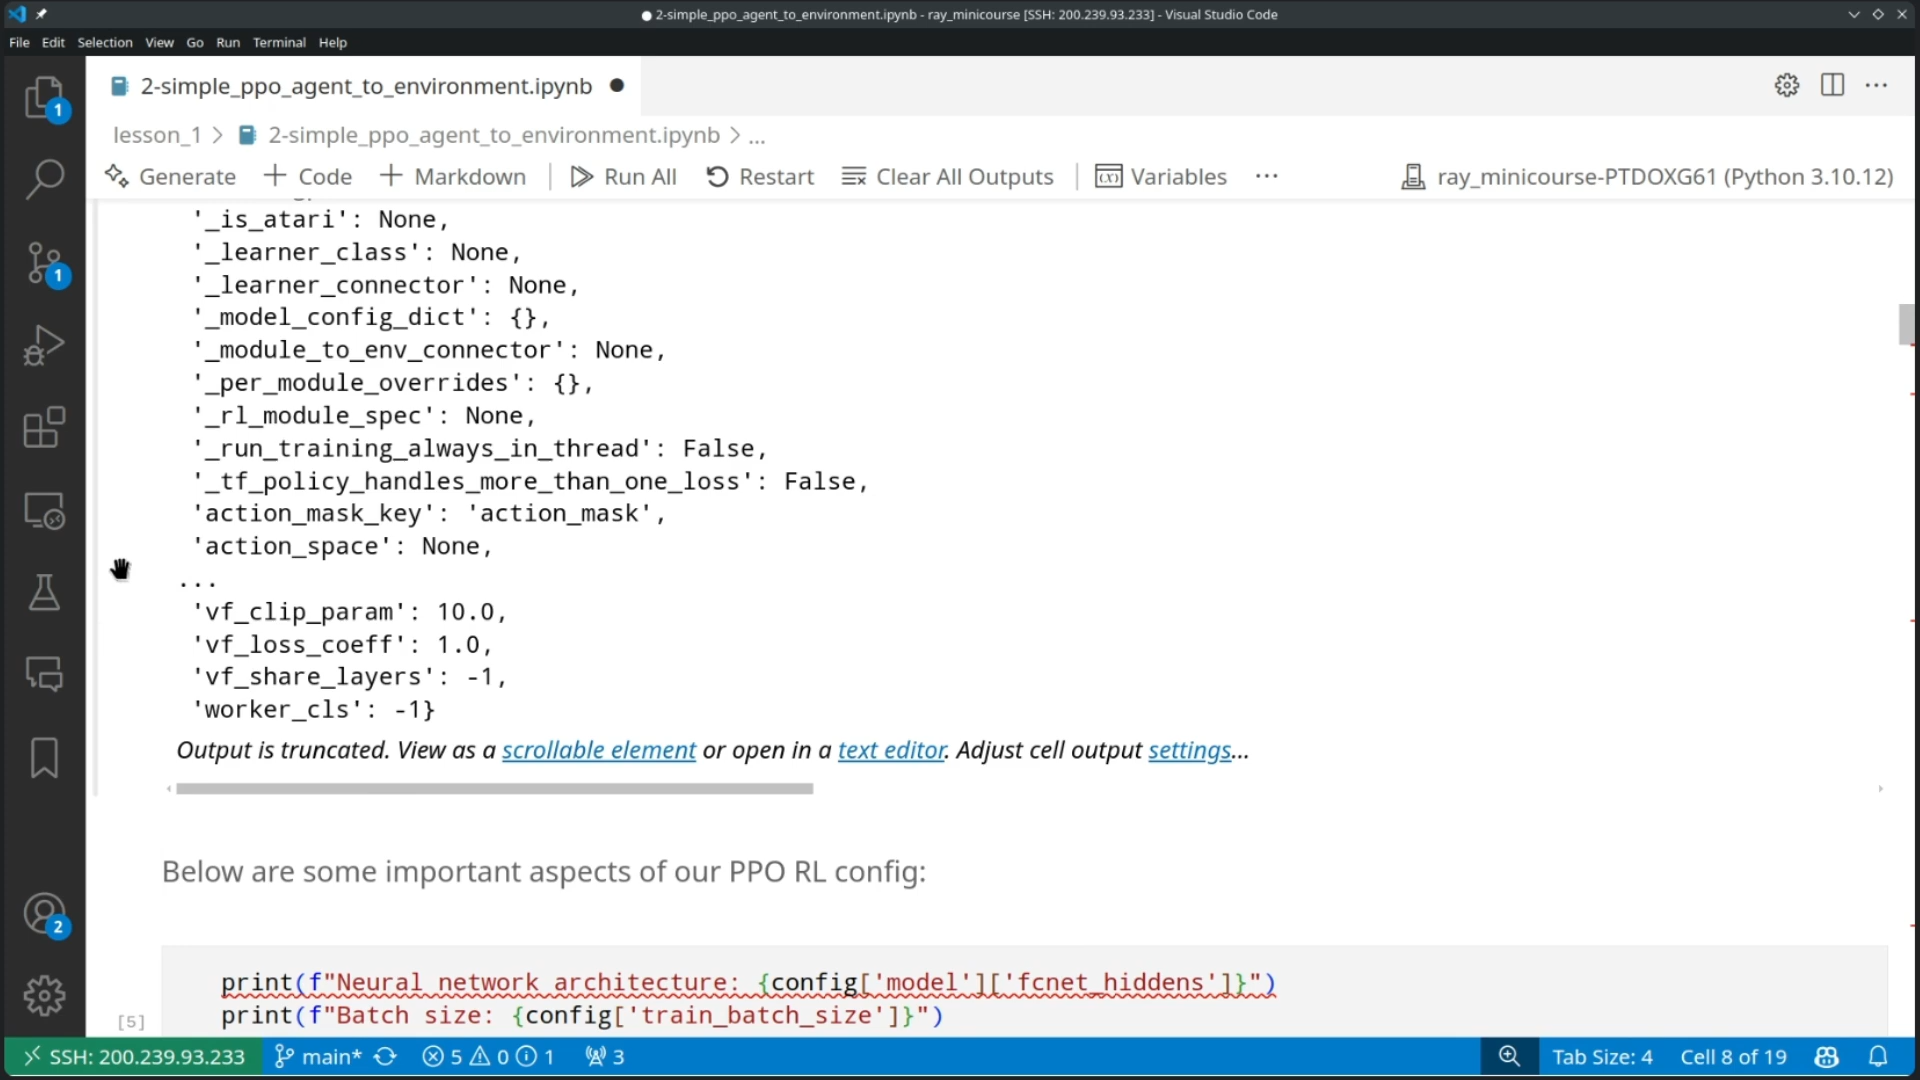 2-simple_ppo_agent_to_environment.ipynb - ray_minicourse [SSH: 200.239.93.233] - Visual Studio Code
File Edit Selection View Go Run Terminal Help
2-simple_ppo_agent_to_environment.ipynb
lesson_1 > 2-simple_ppo_agent_to_environment.ipynb > ...
Generate + Code + Markdown Run All Restart Clear All Outputs Variables ... ray_minicourse-PTDOXG61 (Python 3.10.12)
'_is_atari': None,
'_learner_class': None,
'_learner_connector': None,
'_model_config_dict': {},
'_module_to_env_connector': None,
'_per_module_overrides': {},
'_rl_module_spec': None,
'_run_training_always_in_thread': False,
'_tf_policy_handles_more_than_one_loss': False,
'action_mask_key': 'action_mask',
'action_space': None,
...
'vf_clip_param': 10.0,
'vf_loss_coeff': 1.0,
'vf_share_layers': -1,
'worker_cls': -1}
Output is truncated. View as a scrollable element or open in a text editor. Adjust cell output settings...
Below are some important aspects of our PPO RL config:
print(f"Neural network architecture: {config['model']['fcnet_hiddens']}")
print(f"Batch size: {config['train_batch_size']}")
[5]
1
1
2
SSH: 200.239.93.233 main* 5 0 1 3 Tab Size: 4 Cell 8 of 19